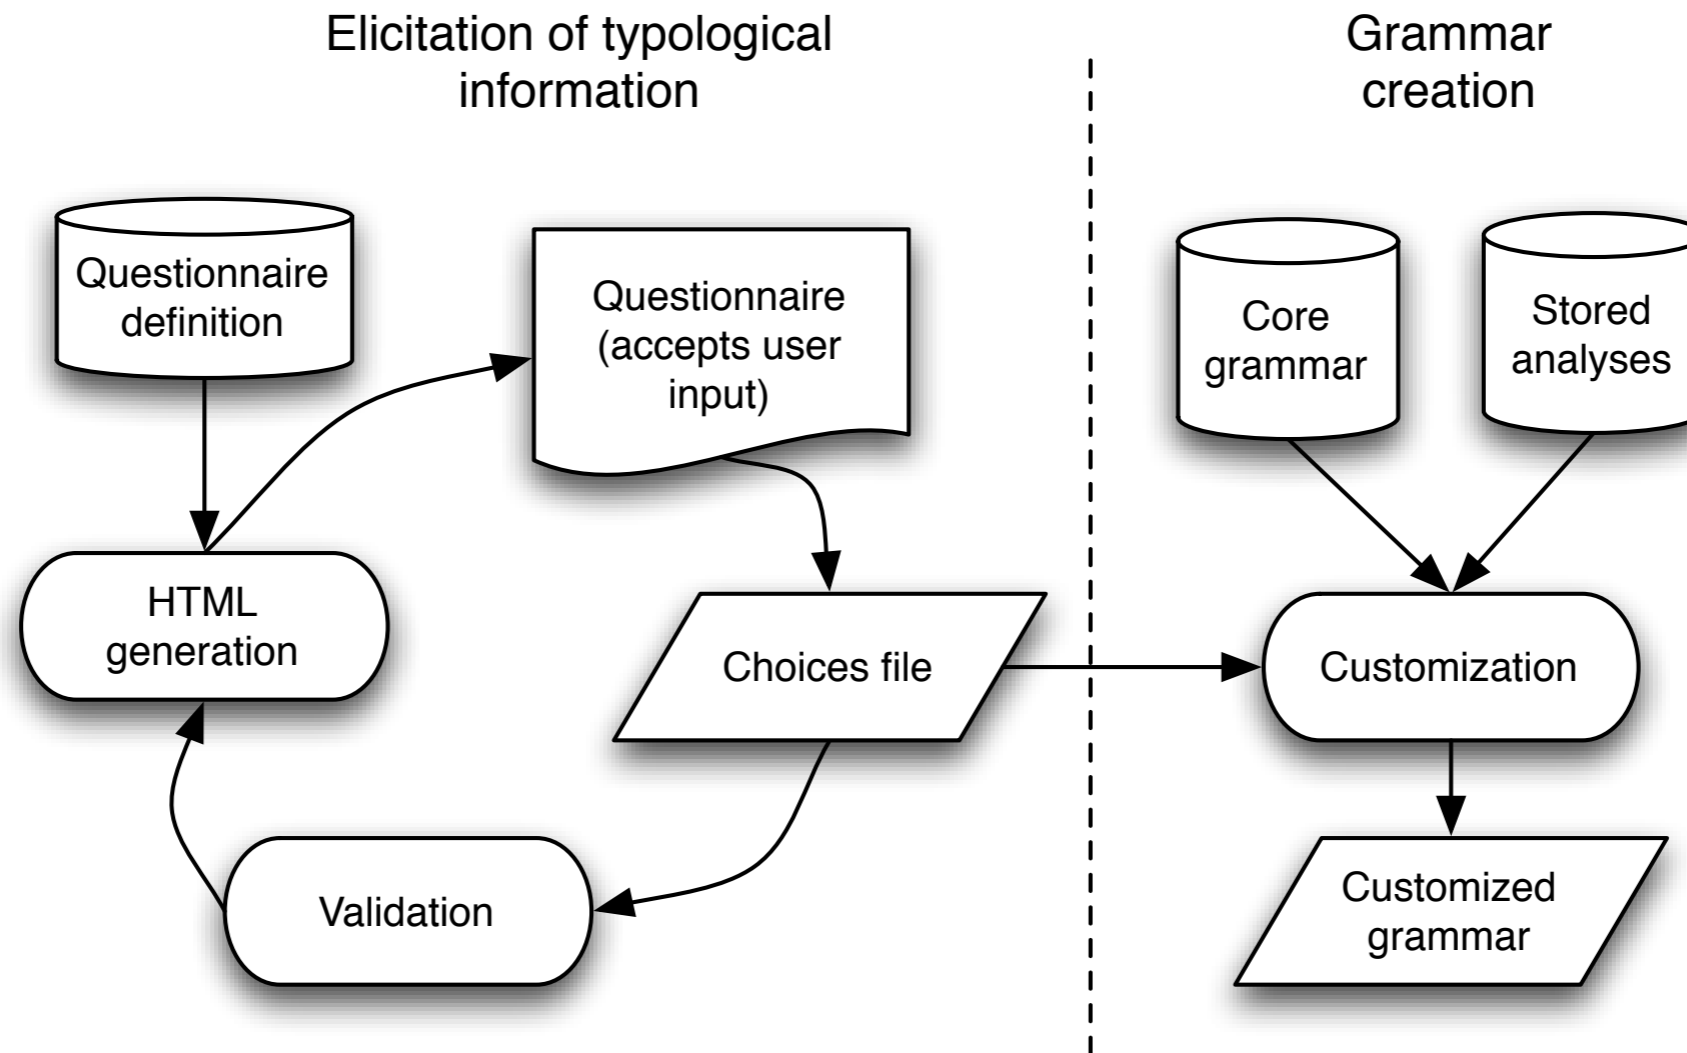 Elicitation of typological
information
Grammar
creation
Questionnaire
definition
Questionnaire
(accepts user
input)
Core
grammar
Stored
analyses
HTML
generation
Choices file
Customization
Validation
Customized
grammar